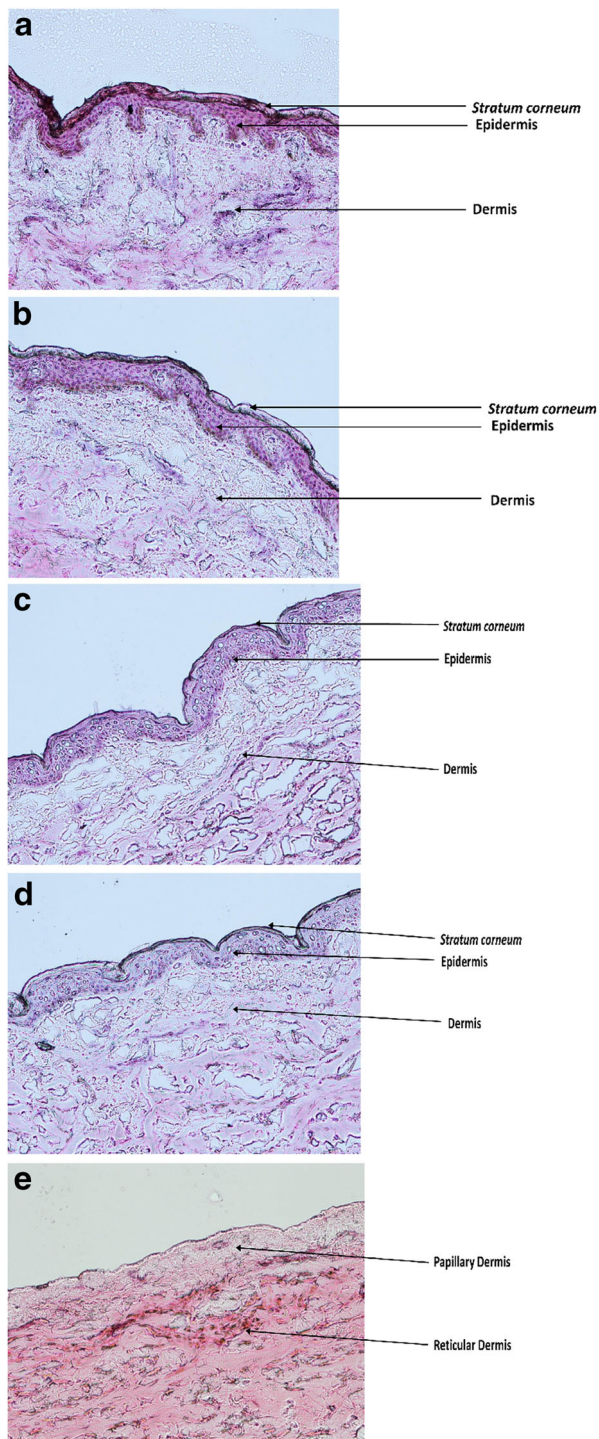 a
Stratum corneum
Epidermis
Dermis
b
Stratum corneum
Epidermis
Dermis
c
Stratum corneum
Epidermis
Dermis
d
Stratum corneum
Epidermis
Dermis
e
Papillary Dermis
Reticular Dermis